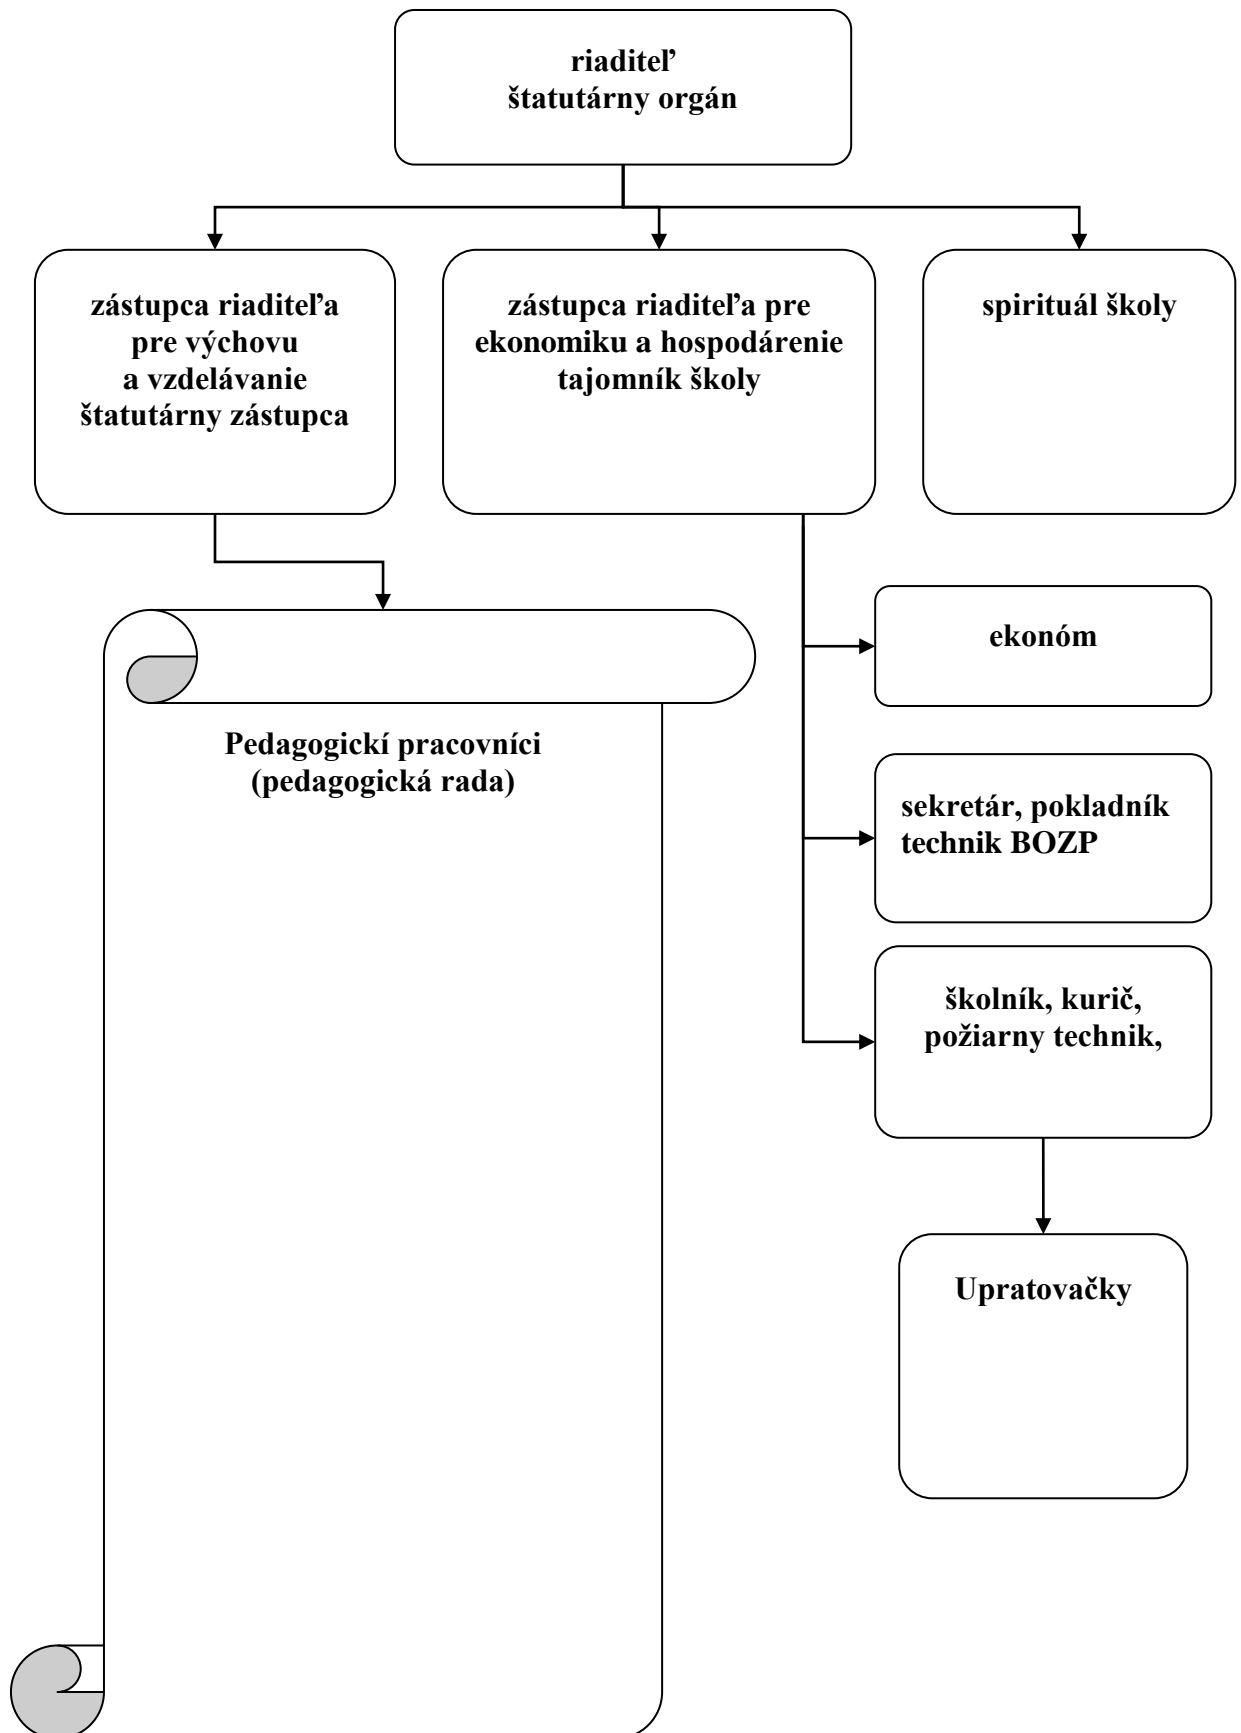 riaditeľ
štatutárny orgán
zástupca riaditeľa
pre výchovu
a vzdelávanie
štatutárny zástupca
zástupca riaditeľa pre
ekonomiku a hospodárenie
tajomník školy
spirituál školy
Pedagogickí pracovníci
(pedagogická rada)
ekonóm
sekretár, pokladník
technik BOZP
školník, kurič,
požiarny technik,
Upratovačky